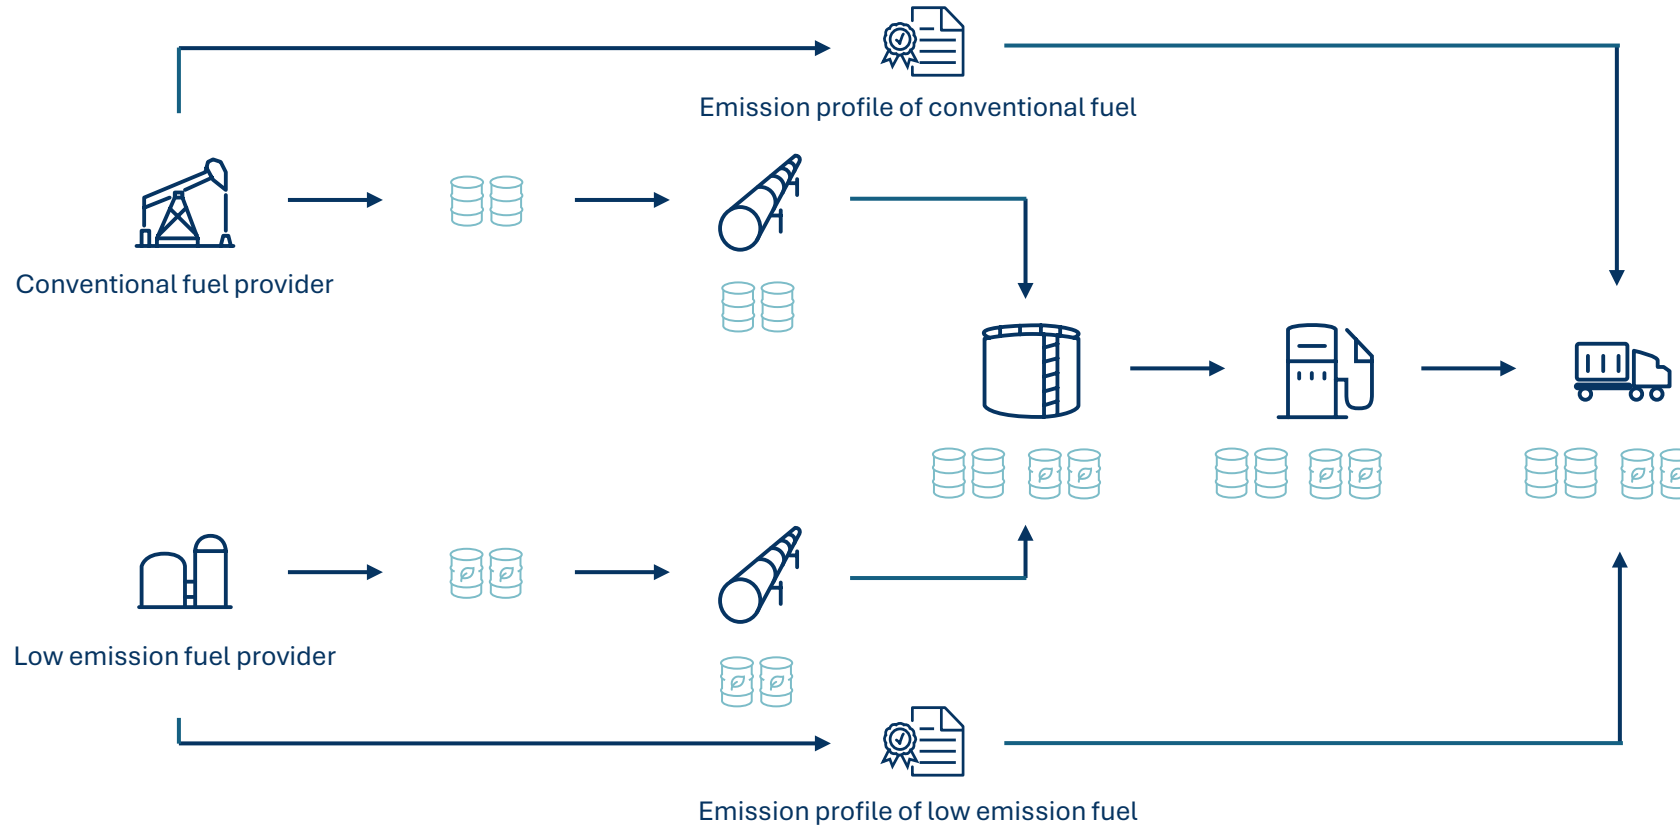 Emission profile of conventional fuel
Conventional fuel provider
Low emission fuel provider
Emission profile of low emission fuel